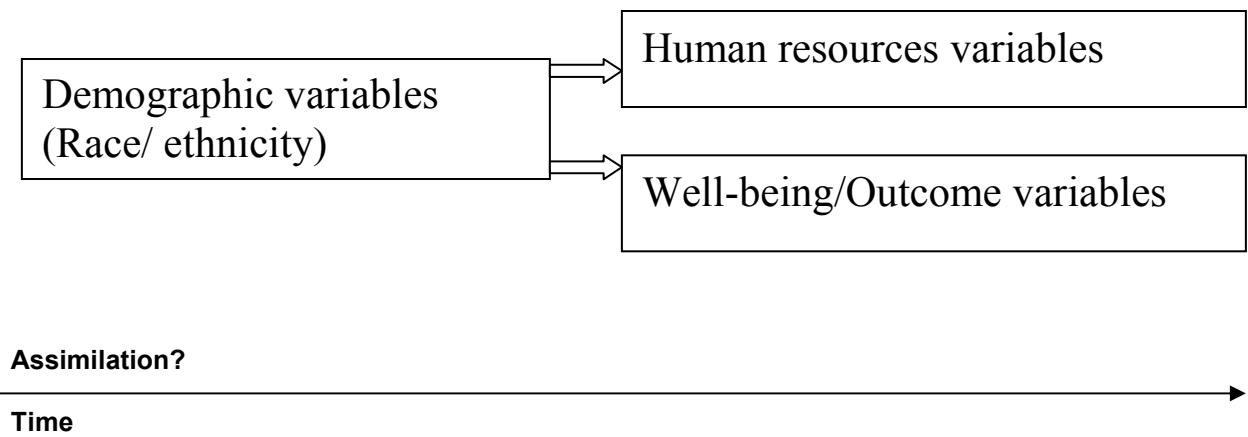 Demographic variables
(Race/ ethnicity)
Human resources variables
Well-being/Outcome variables
Assimilation?
Time